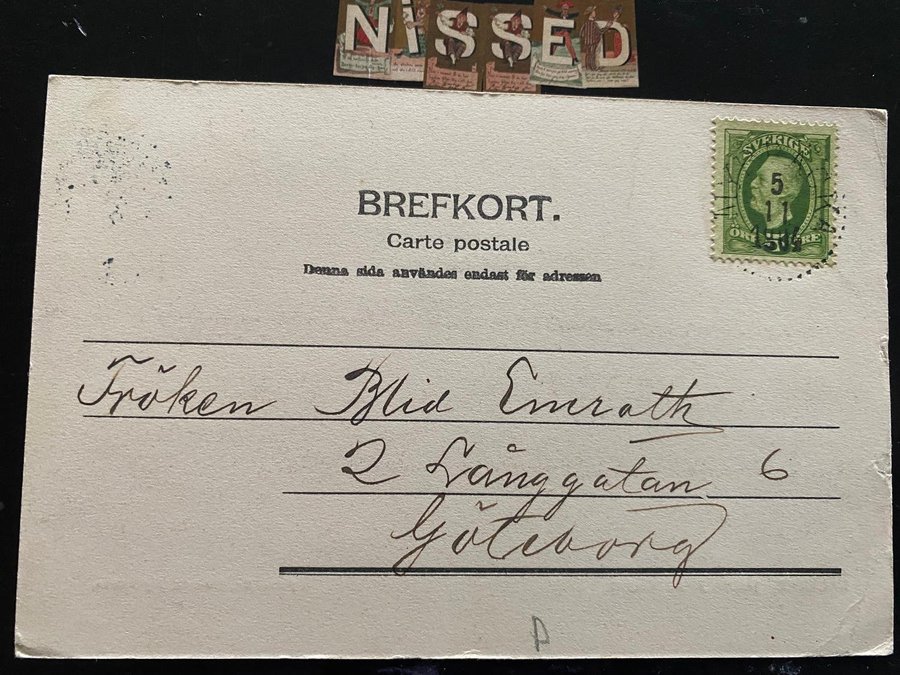 NiSSED
SVERIGE
5
11
1904
BREFKORT.
Carte postale
Denna sida användes endast för adressen
Fröken Blid Emrath
2 Långgatan 6
Göteborg